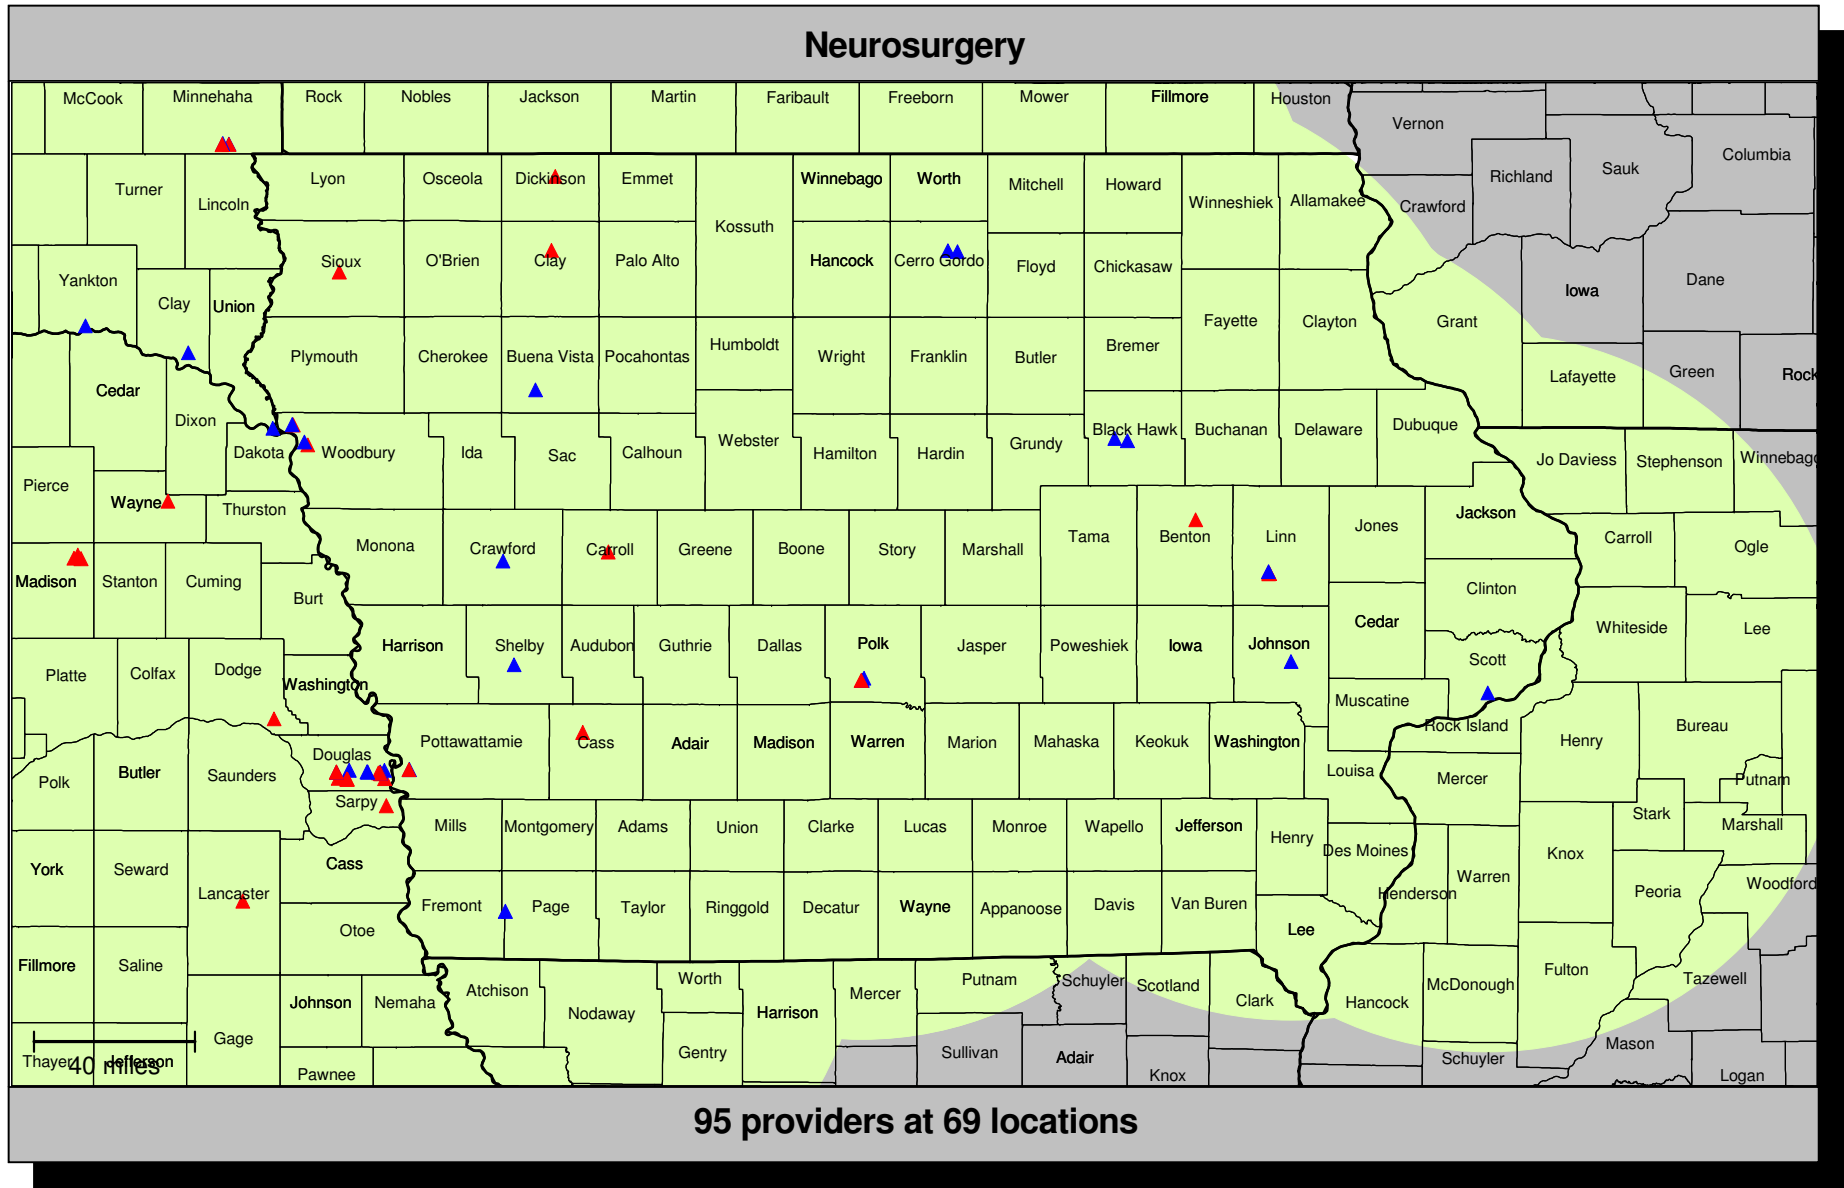 Neurosurgery
McCook Minnehaha Rock Nobles Jackson Martin Faribault Freeborn Mower Fillmore Houston
Vernon
Columbia
Sauk
Richland
Turner Lyon Osceola Dickinson Emmet Winnebago Worth Mitchell Howard
Lincoln Winneshiek Allamakee Crawford
Kossuth
Yankton Sioux O'Brien Clay Palo Alto Hancock Cerro Gordo Floyd Chickasaw Dane
Clay Union Iowa
Fayette Clayton Grant
Plymouth Cherokee Buena Vista Pocahontas Humboldt Wright Franklin Butler Bremer
Cedar Lafayette Green Rock
Dixon
Dakota Woodbury Ida Sac Calhoun Webster Hamilton Hardin Grundy Black Hawk Buchanan Delaware Dubuque
Jo Daviess Stephenson Winnebago
Pierce
Wayne Thurston Jackson
Monona Crawford Carroll Greene Boone Story Marshall Tama Benton Linn Jones Carroll Ogle
Madison Stanton Cuming
Burt Clinton
Harrison Shelby Audubon Guthrie Dallas Polk Jasper Poweshiek Iowa Johnson Cedar Whiteside Lee
Platte Colfax Dodge Scott
Washington
Muscatine
Rock Island Bureau
Pottawattamie Cass Adair Madison Warren Marion Mahaska Keokuk Washington Henry
Douglas
Polk Butler Saunders Louisa Mercer Putnam
Sarpy
Mills Montgomery Adams Union Clarke Lucas Monroe Wapello Jefferson Henry Stark Marshall
Des Moines Knox
York Seward Cass Warren
Lancaster Henderson Peoria Woodford
Fremont Page Taylor Ringgold Decatur Wayne Appanoose Davis Van Buren
Otoe Lee
Fillmore Saline Fulton
Worth Putnam Schuyler Scotland McDonough Tazewell
Johnson Nemaha Atchison Mercer Clark Hancock
Nodaway Harrison
Gage Gentry Sullivan Adair Schuyler Mason
Thayer Jefferson
40 miles
Pawnee Knox Logan
95 providers at 69 locations